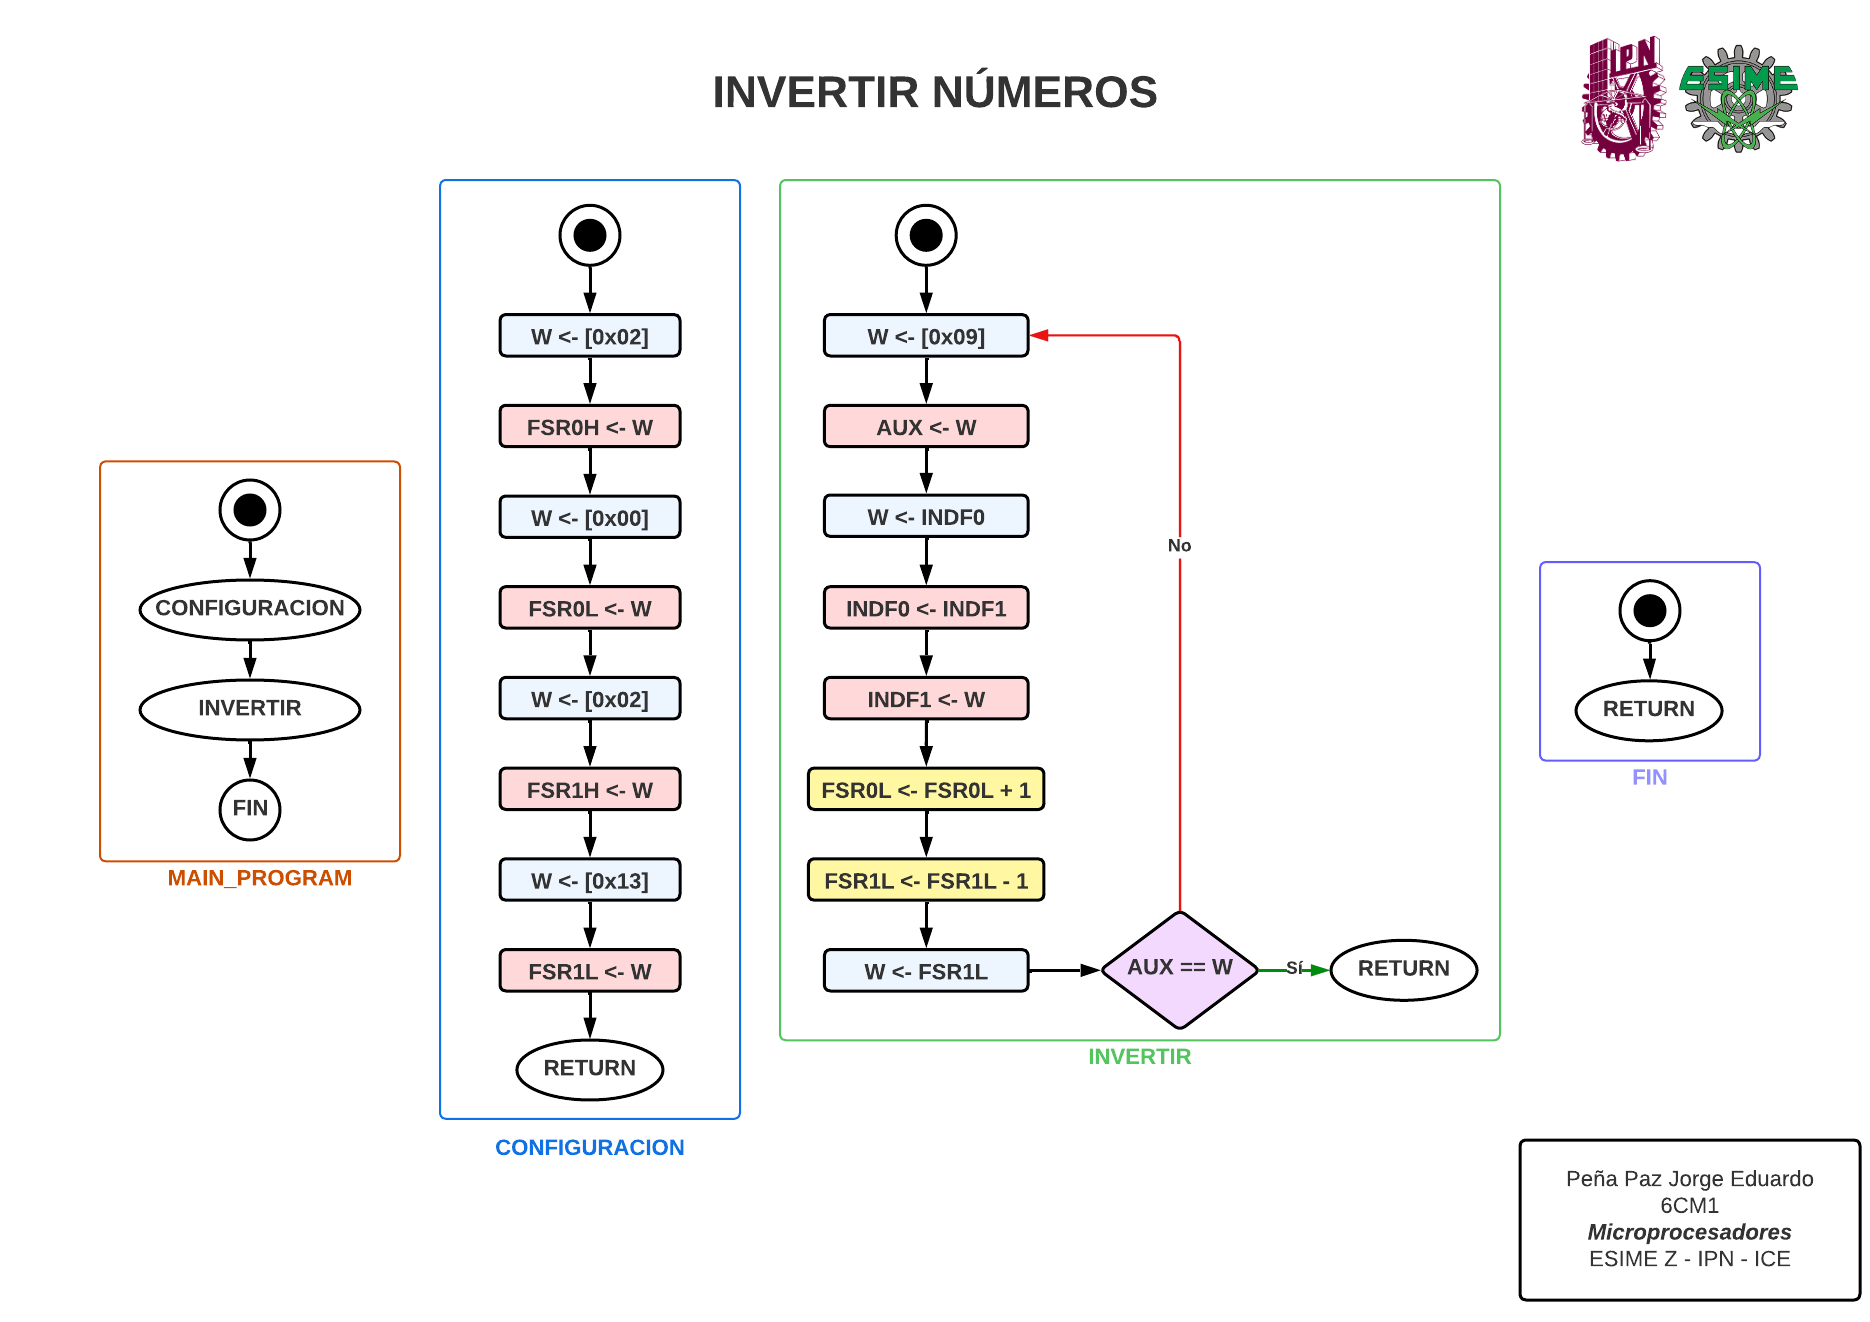 INVERTIR NÚMEROS
IPN
ESIME
CONFIGURACION
INVERTIR
FIN
MAIN_PROGRAM
W <- [0x02]
FSR0H <- W
W <- [0x00]
FSR0L <- W
W <- [0x02]
FSR1H <- W
W <- [0x13]
FSR1L <- W
RETURN
CONFIGURACION
W <- [0x09]
AUX <- W
W <- INDF0
INDF0 <- INDF1
INDF1 <- W
FSR0L <- FSR0L + 1
FSR1L <- FSR1L - 1
W <- FSR1L
AUX == W
No
Sí
RETURN
INVERTIR
RETURN
FIN
Peña Paz Jorge Eduardo
6CM1
Microprocesadores
ESIME Z - IPN - ICE